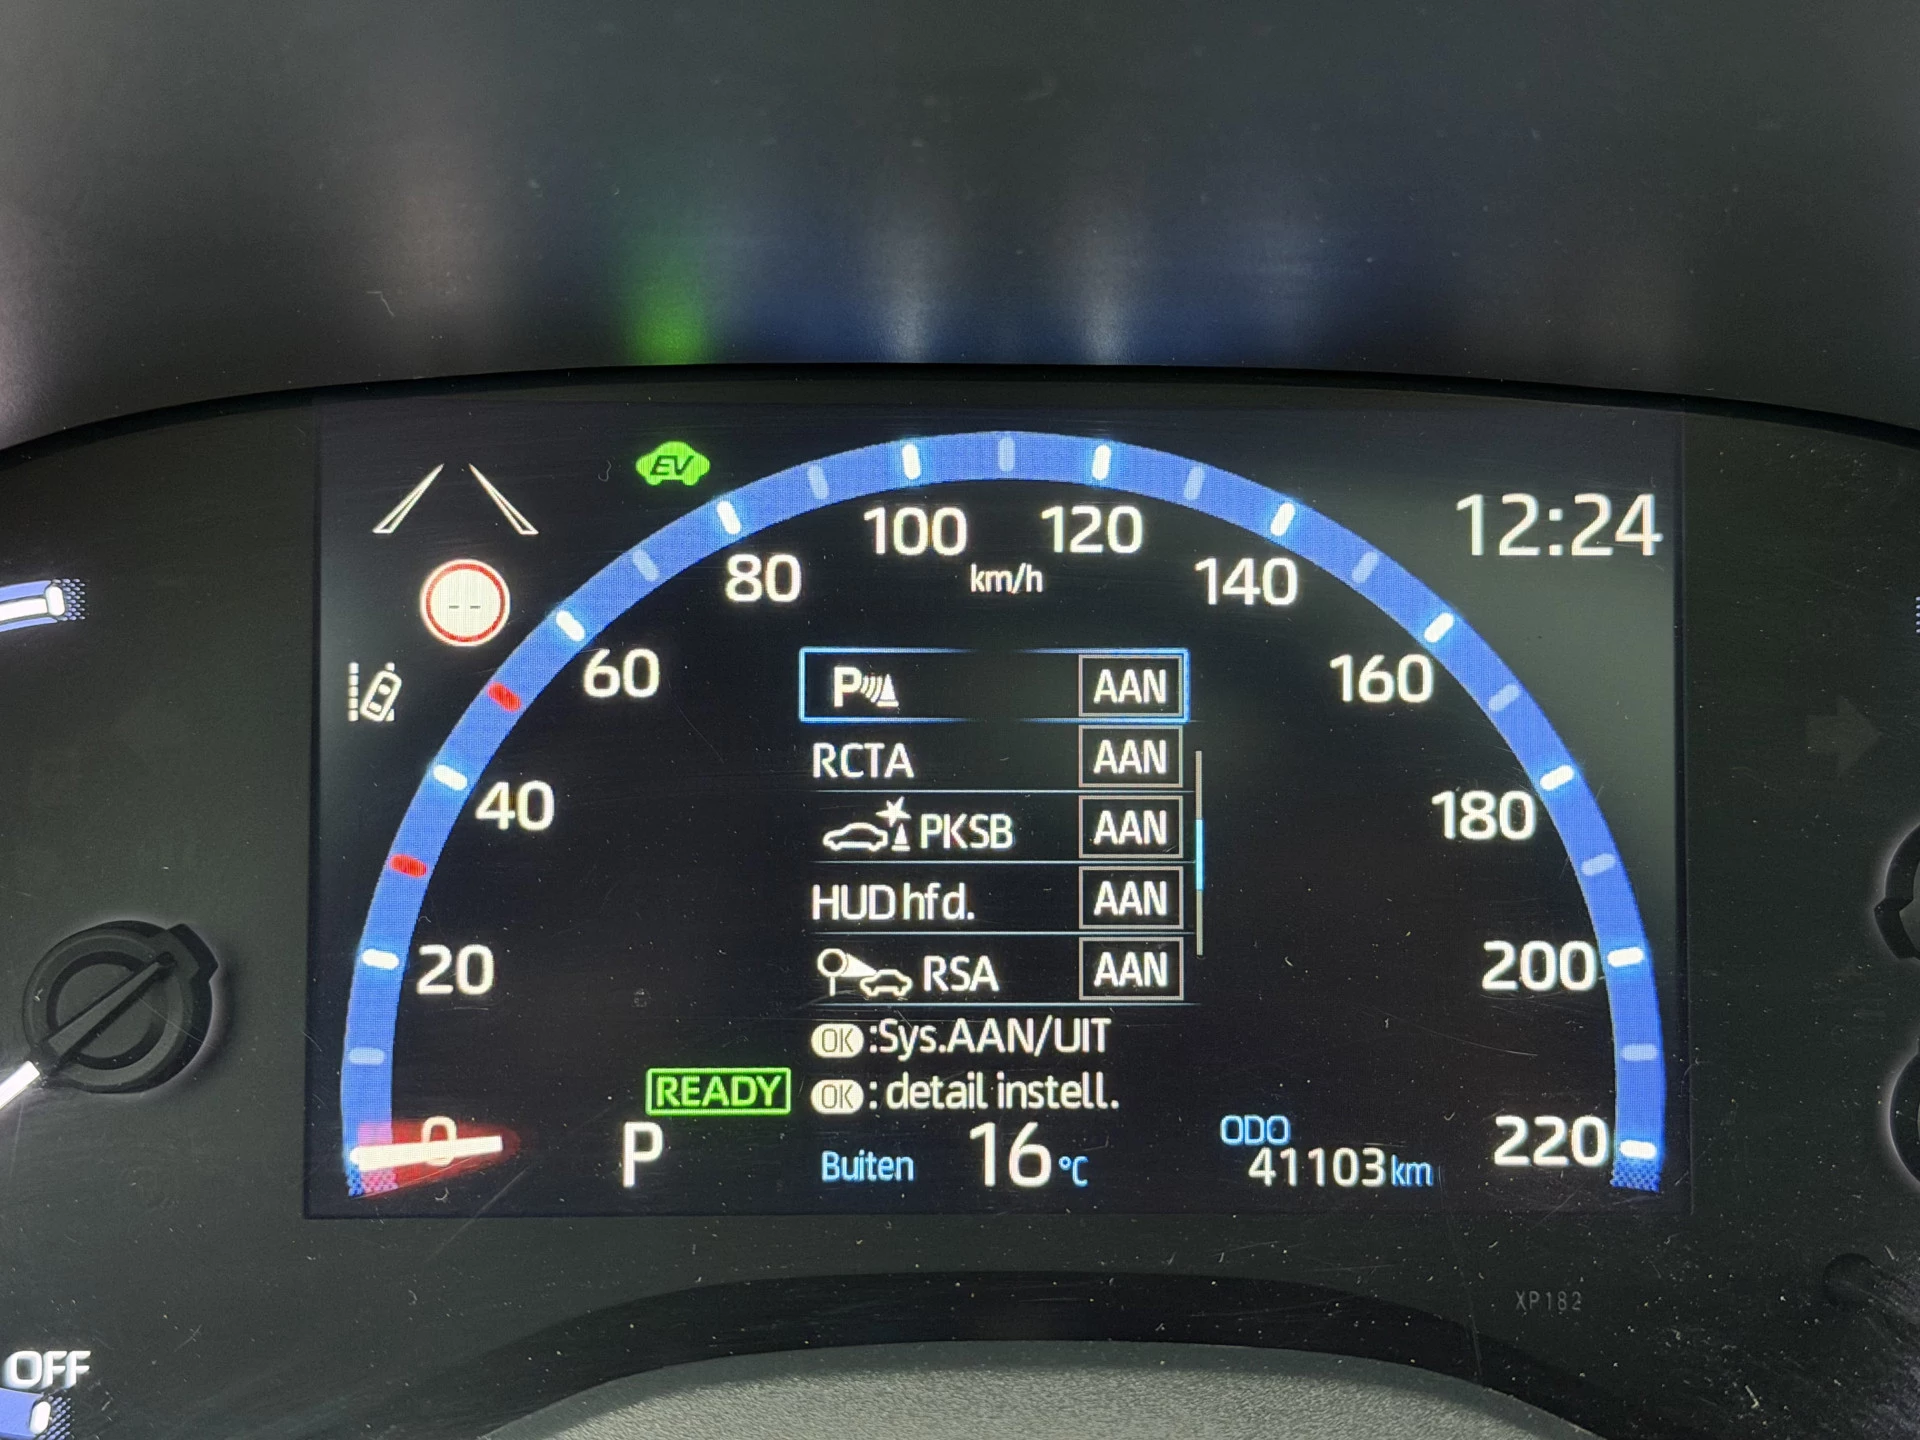 EV
12:24
100 120
km/h
80 140
--
60 160
P AAN
RCTA AAN
PKSB AAN
40 180
HUD hfd. AAN
RSA AAN
20 200
OK :Sys.AAN/UIT
READY
OK : detail instell.
0 220
P
Buiten 16 °C
ODO
41103 km
XP182
OFF